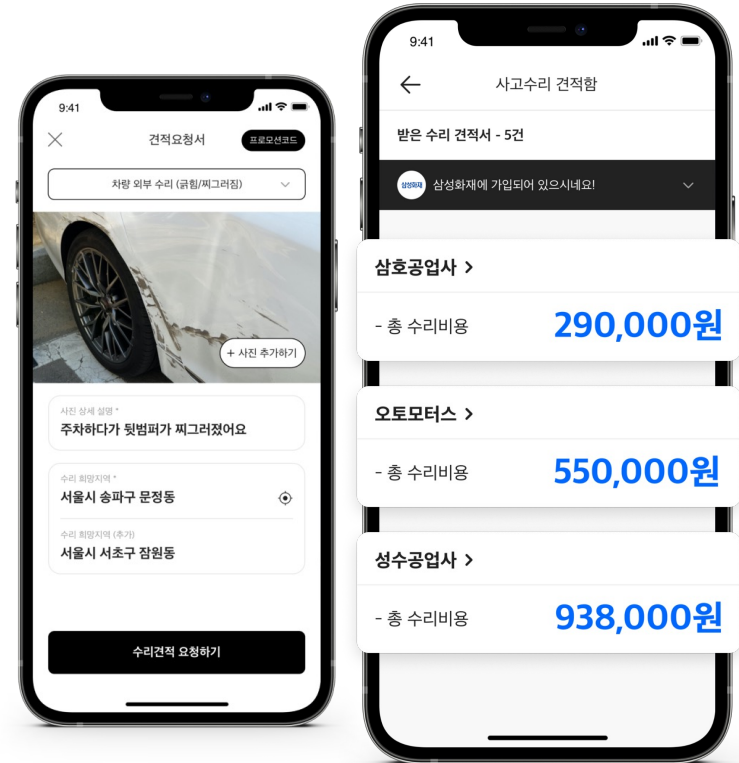 9:41
견적요청서
프로모션코드
차량 외부 수리 (긁힘/찌그러짐)
+ 사진 추가하기
사진 상세 설명 *
주차하다가 뒷범퍼가 찌그러졌어요
수리 희망지역 *
서울시 송파구 문정동
수리 희망지역 (추가)
서울시 서초구 잠원동
수리견적 요청하기
9:41
사고수리 견적함
받은 수리 견적서 - 5건
삼성화재
삼성화재에 가입되어 있으시네요!
삼호공업사 >
- 총 수리비용 290,000원
오토모터스 >
- 총 수리비용 550,000원
성수공업사 >
- 총 수리비용 938,000원